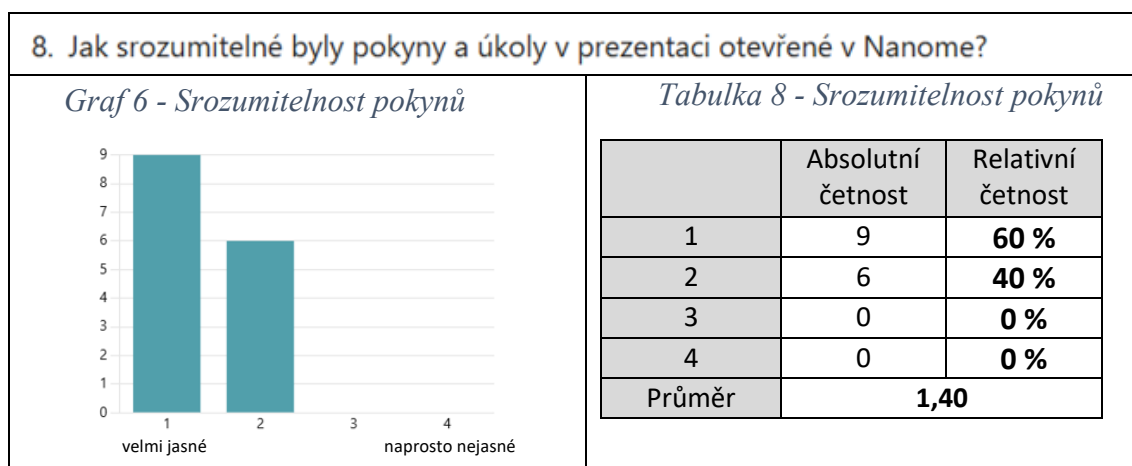 8. Jak srozumitelné byly pokyny a úkoly v prezentaci otevřené v Nanome?
Graf 6 - Srozumitelnost pokynů
9
8
7
6
5
4
3
2
1
0
1 2 3 4
velmi jasné naprosto nejasné
Tabulka 8 - Srozumitelnost pokynů
Absolutní četnost Relativní četnost
1 9 60 %
2 6 40 %
3 0 0 %
4 0 0 %
Průměr 1,40